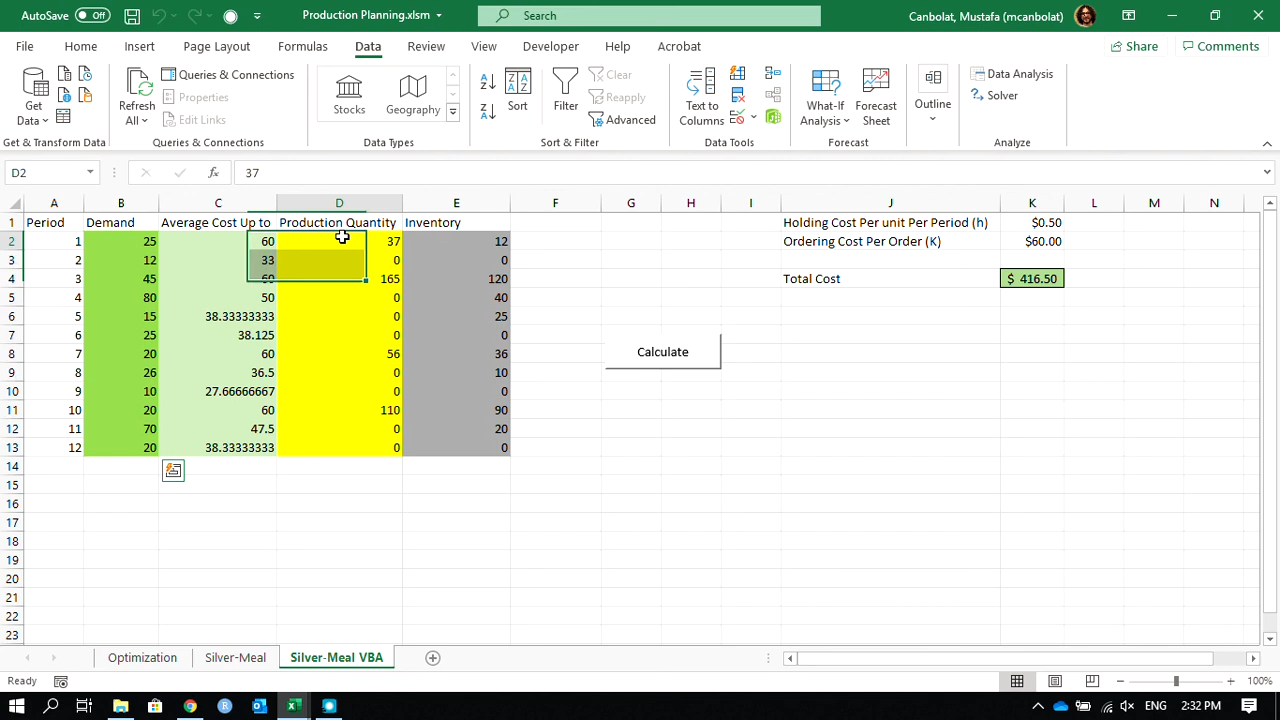 AutoSave Off Production Planning.xlsm Search Canbolat, Mustafa (mcanbolat)
File Home Insert Page Layout Formulas Data Review View Developer Help Acrobat Share Comments
Get Data Refresh All Queries & Connections Properties Edit Links Stocks Geography Sort Filter Clear Reapply Advanced Text to Columns What-If Analysis Forecast Sheet Outline Data Analysis Solver
Get & Transform Data Queries & Connections Data Types Sort & Filter Data Tools Forecast Analyze
D2 fx 37
A B C D E F G H I J K L M N
1 Period Demand Average Cost Up to Production Quantity Inventory Holding Cost Per unit Per Period (h) $0.50
2 1 25 60 37 12 Ordering Cost Per Order (K) $60.00
3 2 12 33 0 0
4 3 45 60 165 120 Total Cost $ 416.50
5 4 80 50 0 40
6 5 15 38.33333333 0 25
7 6 25 38.125 0 0
8 7 20 60 56 36 Calculate
9 8 26 36.5 0 10
10 9 10 27.66666667 0 0
11 10 20 60 110 90
12 11 70 47.5 0 20
13 12 20 38.33333333 0 0
14
15
16
17
18
19
20
21
22
23
Optimization Silver-Meal Silver-Meal VBA
Ready 100%
R ENG 2:32 PM